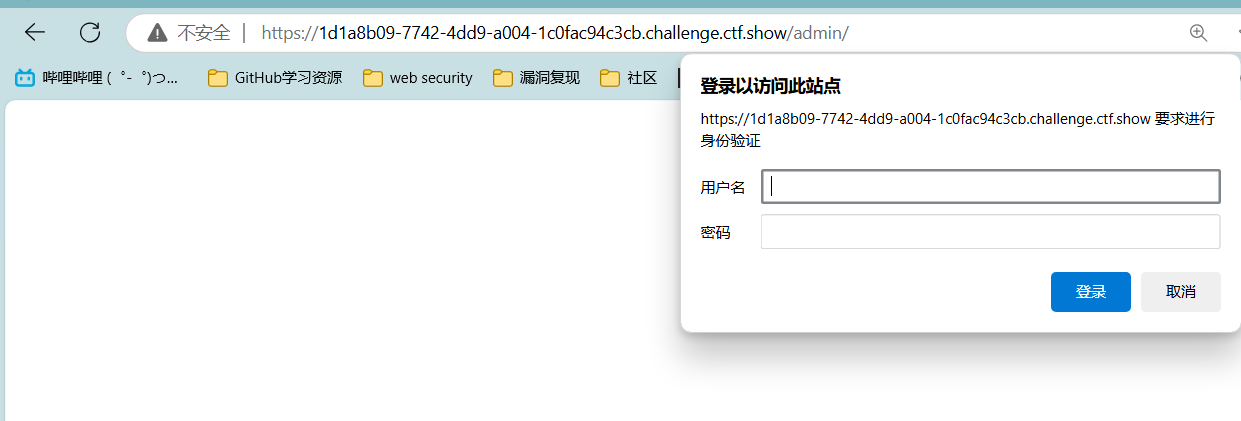 不安全 | https://1d1a8b09-7742-4dd9-a004-1c0fac94c3cb.challenge.ctf.show/admin/
哔哩哔哩 ( ゜- ゜)つ... GitHub学习资源 web security 漏洞复现 社区
登录以访问此站点
https://1d1a8b09-7742-4dd9-a004-1c0fac94c3cb.challenge.ctf.show 要求进行
身份验证
用户名
密码
登录 取消